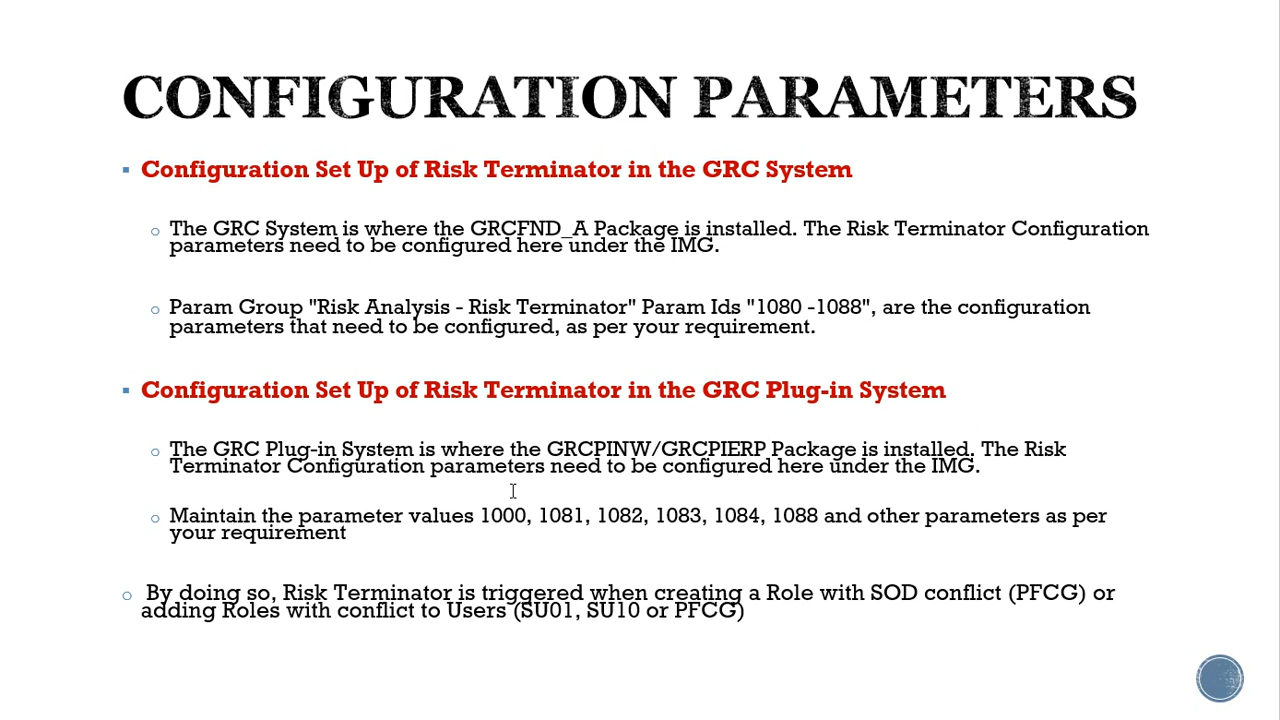 CONFIGURATION PARAMETERS
▪ Configuration Set Up of Risk Terminator in the GRC System
o The GRC System is where the GRCFND_A Package is installed. The Risk Terminator Configuration
parameters need to be configured here under the IMG.
o Param Group "Risk Analysis - Risk Terminator" Param Ids "1080 -1088", are the configuration
parameters that need to be configured, as per your requirement.
▪ Configuration Set Up of Risk Terminator in the GRC Plug-in System
o The GRC Plug-in System is where the GRCPINW/GRCPIERP Package is installed. The Risk
Terminator Configuration parameters need to be configured here under the IMG.
o Maintain the parameter values 1000, 1081, 1082, 1083, 1084, 1088 and other parameters as per
your requirement
o By doing so, Risk Terminator is triggered when creating a Role with SOD conflict (PFCG) or
adding Roles with conflict to Users (SU01, SU10 or PFCG)